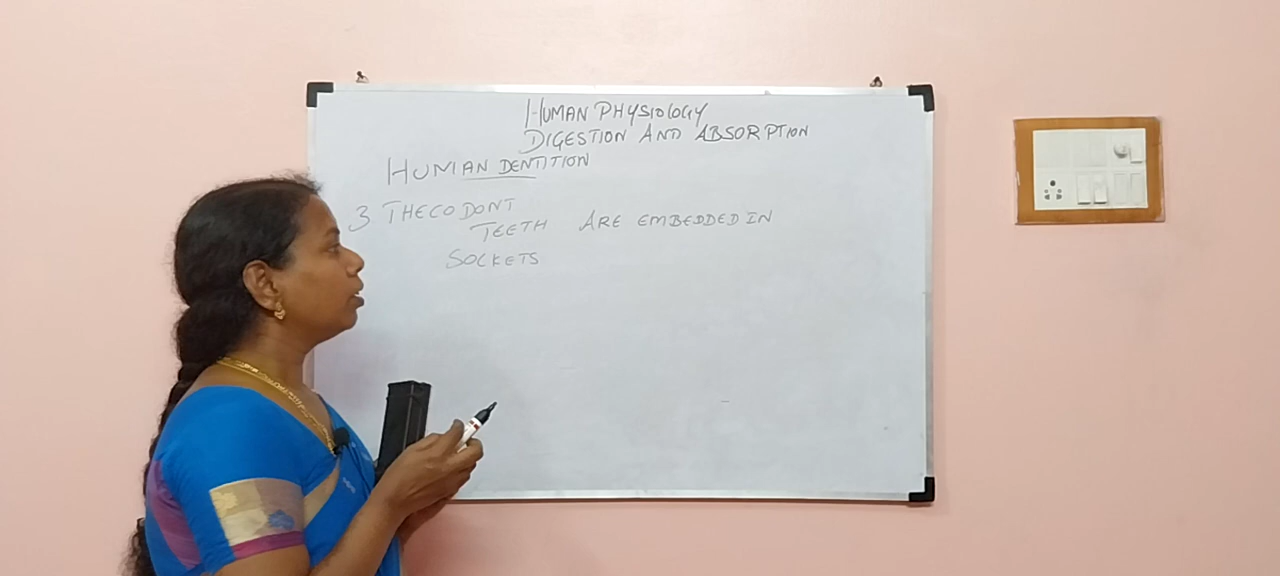 HUMAN PHYSIOLOGY
DIGESTION AND ABSORPTION
HUMAN DENTITION
3. THECODONT
TEETH ARE EMBEDDED IN
SOCKETS